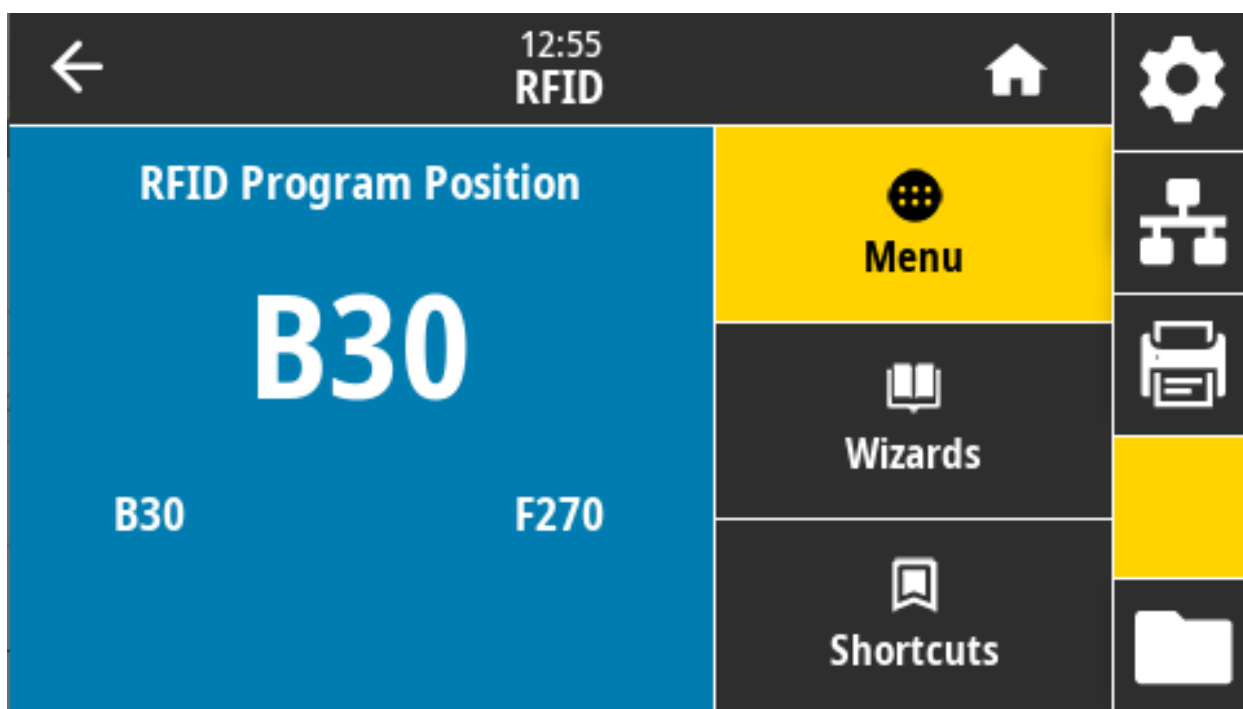 12:55
RFID
RFID Program Position
B30
B30
F270
Menu
Wizards
Shortcuts